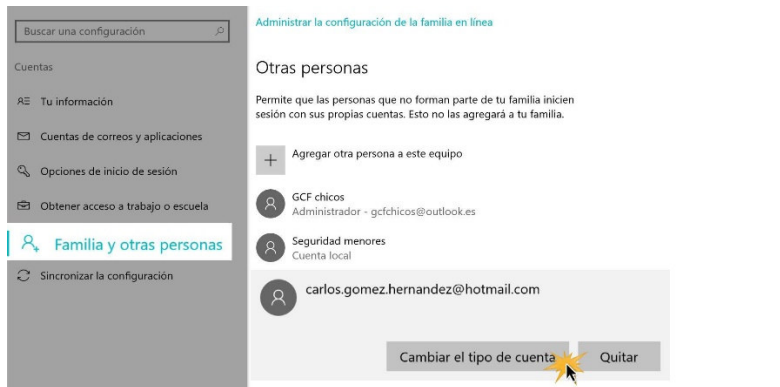 Buscar una configuración
Cuentas
Tu información
Cuentas de correos y aplicaciones
Opciones de inicio de sesión
Obtener acceso a trabajo o escuela
Familia y otras personas
Sincronizar la configuración
Administrar la configuración de la familia en línea
Otras personas
Permite que las personas que no forman parte de tu familia inicien
sesión con sus propias cuentas. Esto no las agregará a tu familia.
Agregar otra persona a este equipo
GCF chicos
Administrador - gcfchicos@outlook.es
Seguridad menores
Cuenta local
carlos.gomez.hernandez@hotmail.com
Cambiar el tipo de cuenta
Quitar